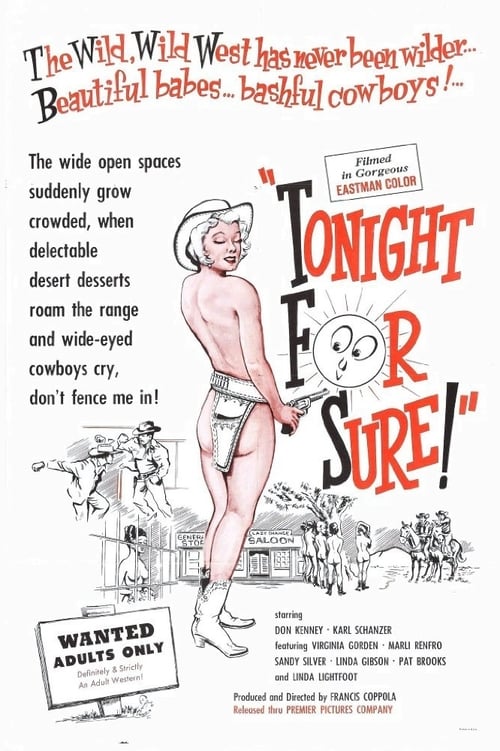 The Wild, Wild West has never been wilder...
Beautiful babes... bashful cowboys!...
The wide open spaces
suddenly grow
crowded, when
delectable
desert desserts
roam the range
and wide-eyed
cowboys cry,
don't fence me in!
Filmed
in Gorgeous
EASTMAN COLOR
"TONIGHT
FOR
SURE!"
GENERAL
STORE
LAZY CHANCE
SALOON
WANTED
ADULTS ONLY
Definitely & Strictly
An Adult Western!
starring
DON KENNEY · KARL SCHANZER
featuring VIRGINIA GORDEN · MARLI RENFRO
SANDY SILVER · LINDA GIBSON · PAT BROOKS
and LINDA LIGHTFOOT
Produced and Directed by FRANCIS COPPOLA
Released thru PREMIER PICTURES COMPANY